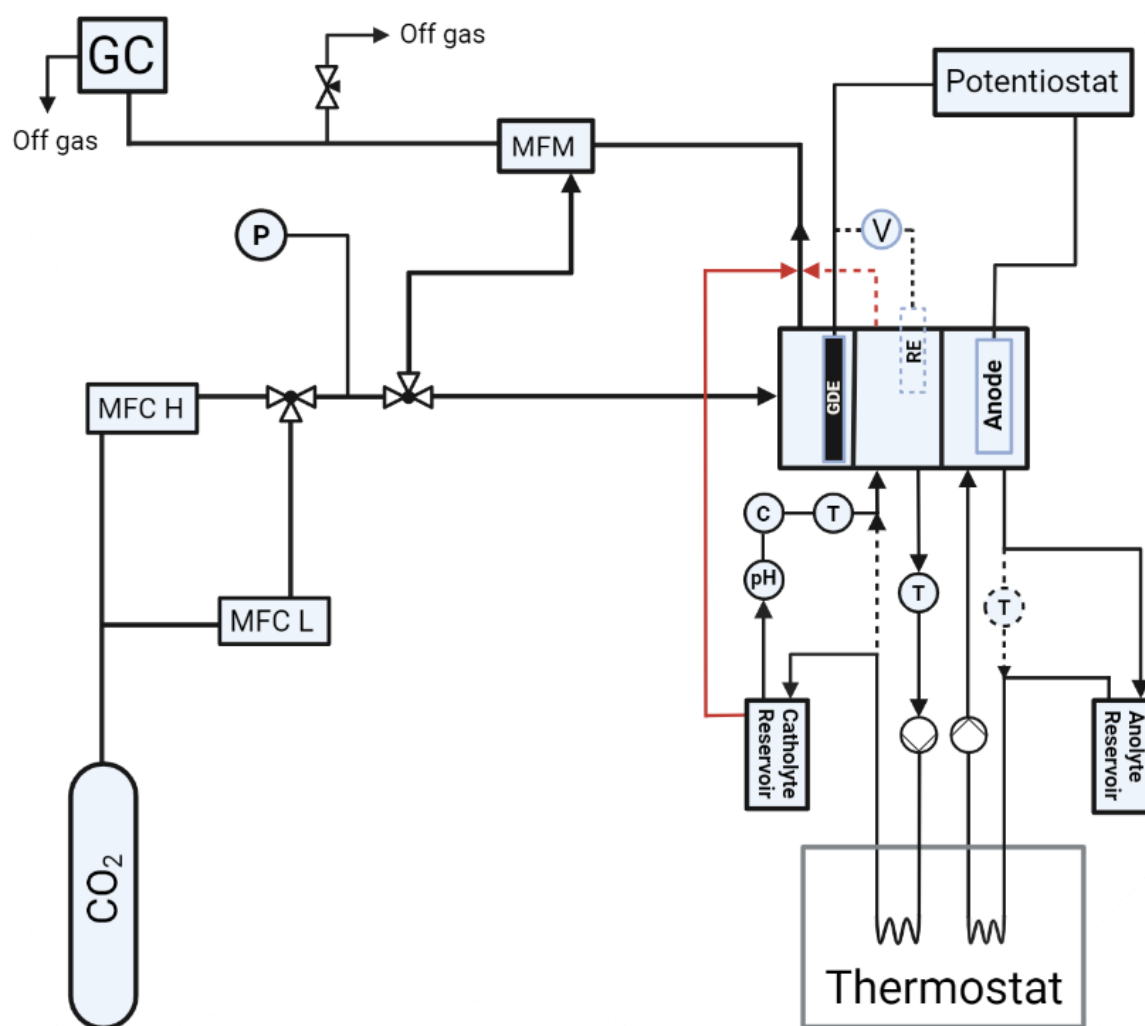 GC
Off gas
Off gas
Potentiostat
MFM
P
V
RE
GDE
Anode
MFC H
C
T
pH
T
T
MFC L
Catholyte
Reservoir
Anolyte
Reservoir
CO₂
Thermostat